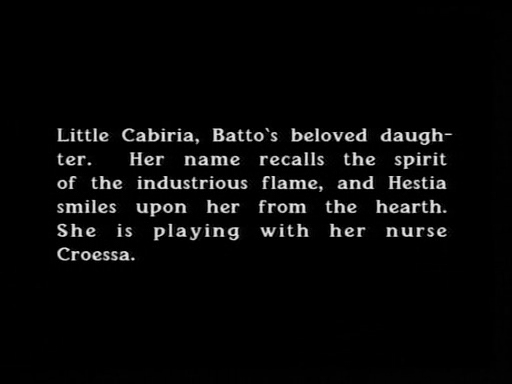 Little Cabiria, Batto`s beloved daugh-
ter. Her name recalls the spirit
of the industrious flame, and Hestia
smiles upon her from the hearth.
She is playing with her nurse
Croessa.